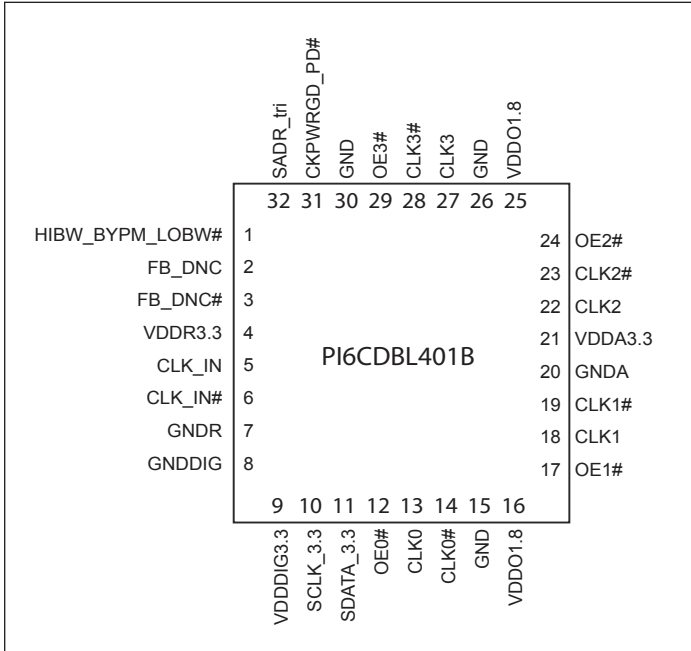 SADR_tri
CKPWRGD_PD#
GND
OE3#
CLK3#
CLK3
GND
VDDO1.8
32 31 30 29 28 27 26 25
HIBW_BYPM_LOBW# 1
FB_DNC 2
FB_DNC# 3
VDDR3.3 4
CLK_IN 5
CLK_IN# 6
GNDR 7
GNDDIG 8
PI6CDBL401B
24 OE2#
23 CLK2#
22 CLK2
21 VDDA3.3
20 GNDA
19 CLK1#
18 CLK1
17 OE1#
9 10 11 12 13 14 15 16
VDDDIG3.3
SCLK_3.3
SDATA_3.3
OE0#
CLK0
CLK0#
GND
VDDO1.8